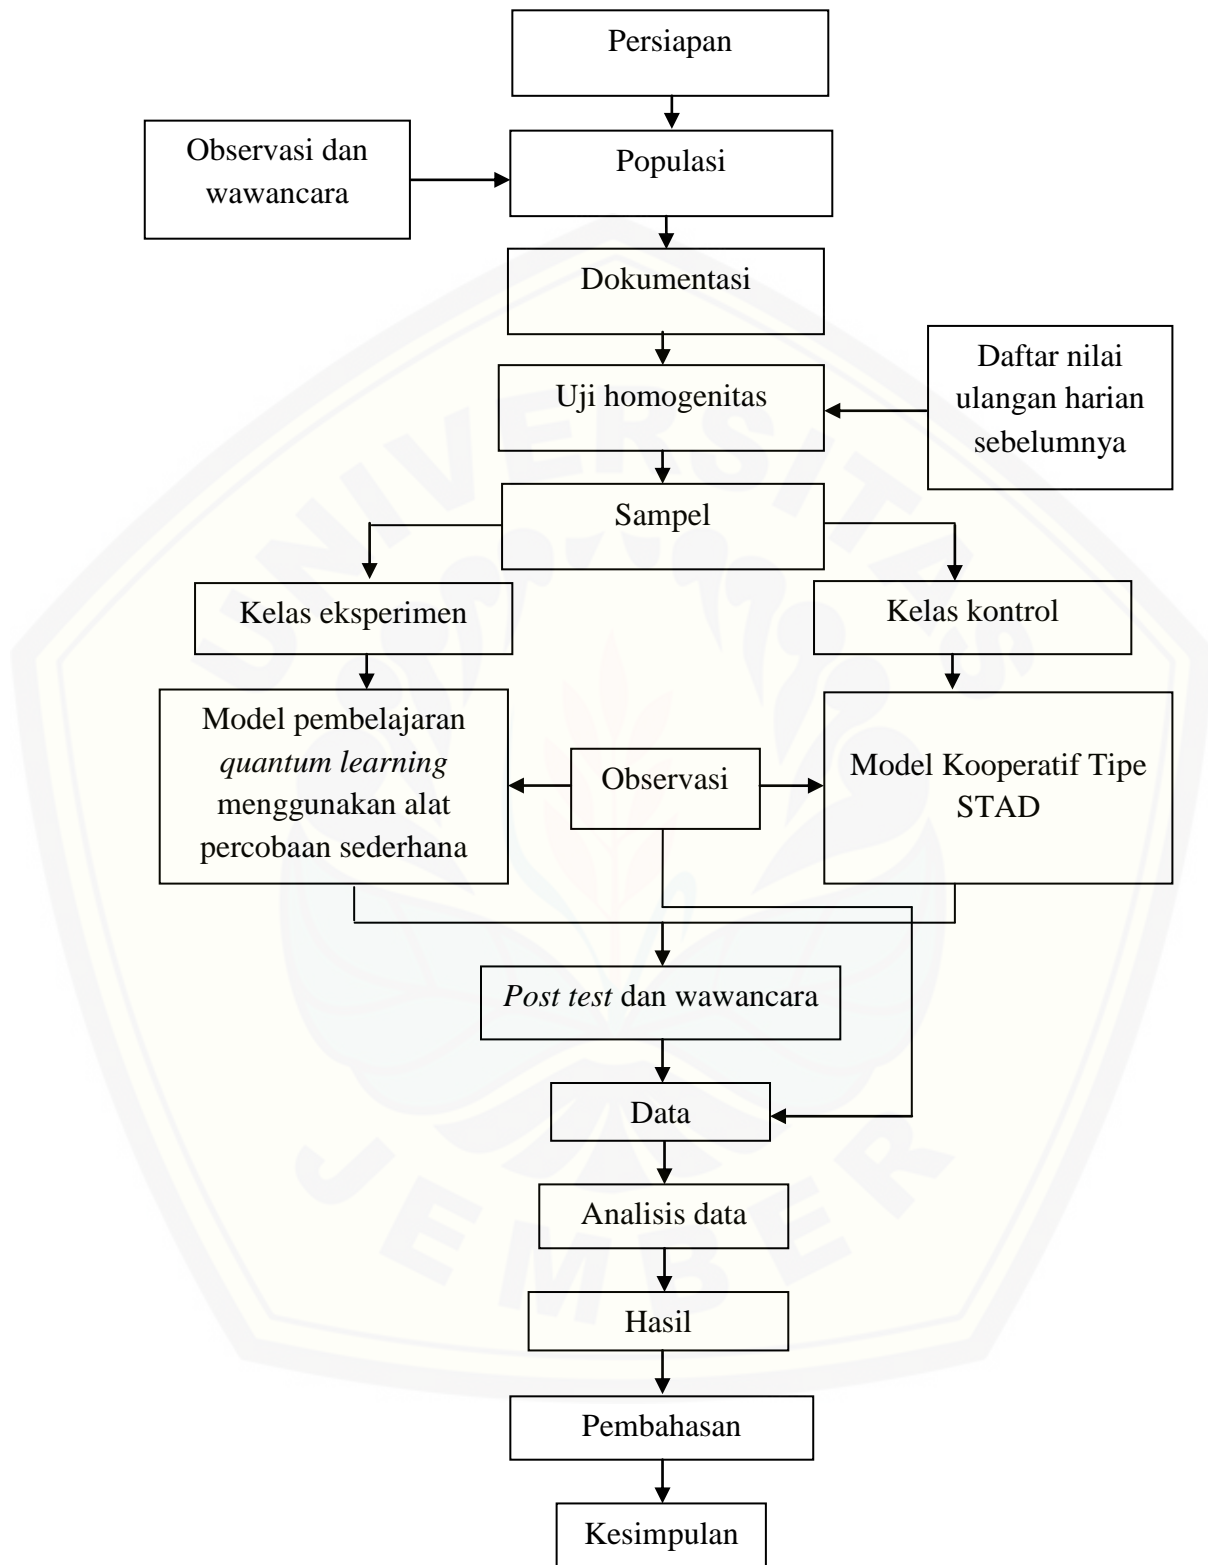 Persiapan
Observasi dan
wawancara
Populasi
Dokumentasi
Uji homogenitas
Daftar nilai
ulangan harian
sebelumnya
Sampel
Kelas eksperimen
Kelas kontrol
Model pembelajaran
quantum learning
menggunakan alat
percobaan sederhana
Observasi
Model Kooperatif Tipe
STAD
Post test dan wawancara
Data
Analisis data
Hasil
Pembahasan
Kesimpulan
UNIVERSITAS
JEMBER